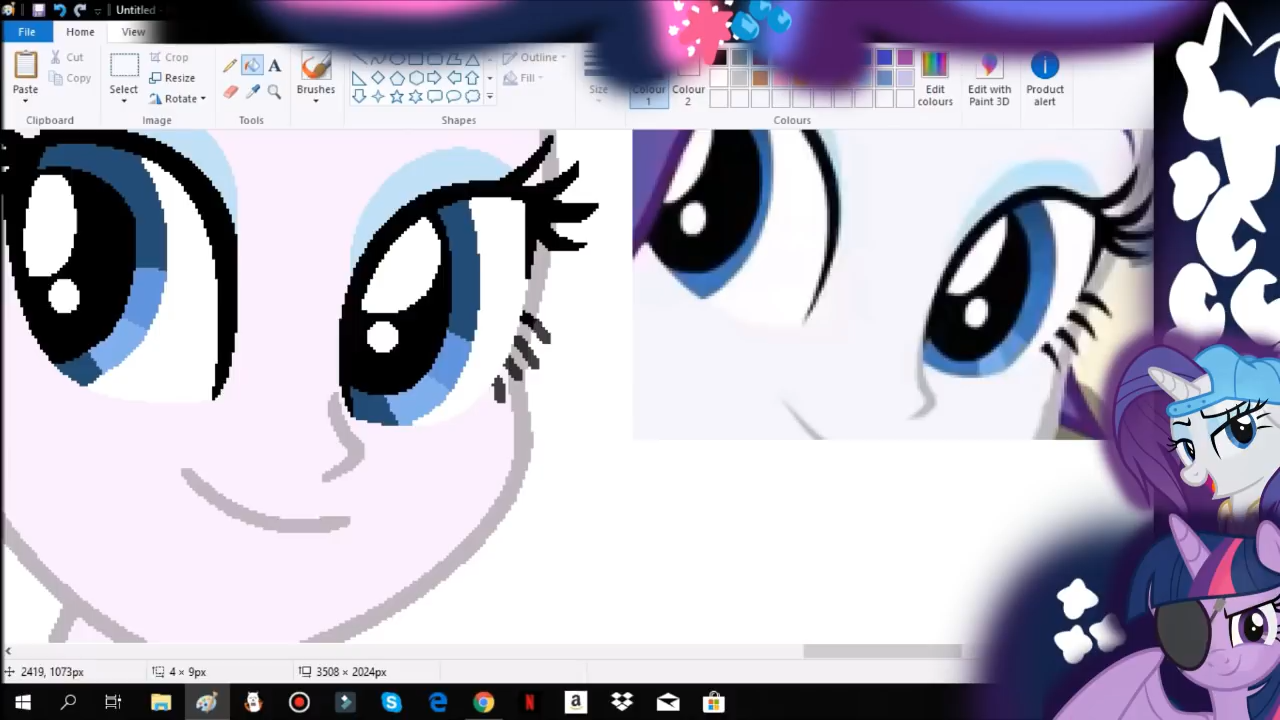 Untitled -
File
Home
View
Paste
Cut
Copy
Clipboard
Select
Crop
Resize
Rotate
Image
A
Tools
Brushes
Outline
Fill
Shapes
Size
Colour
1
Colour
2
Colours
Edit
colours
Edit with
Paint 3D
Product
alert
2419, 1073px
4 × 9px
3508 × 2024px